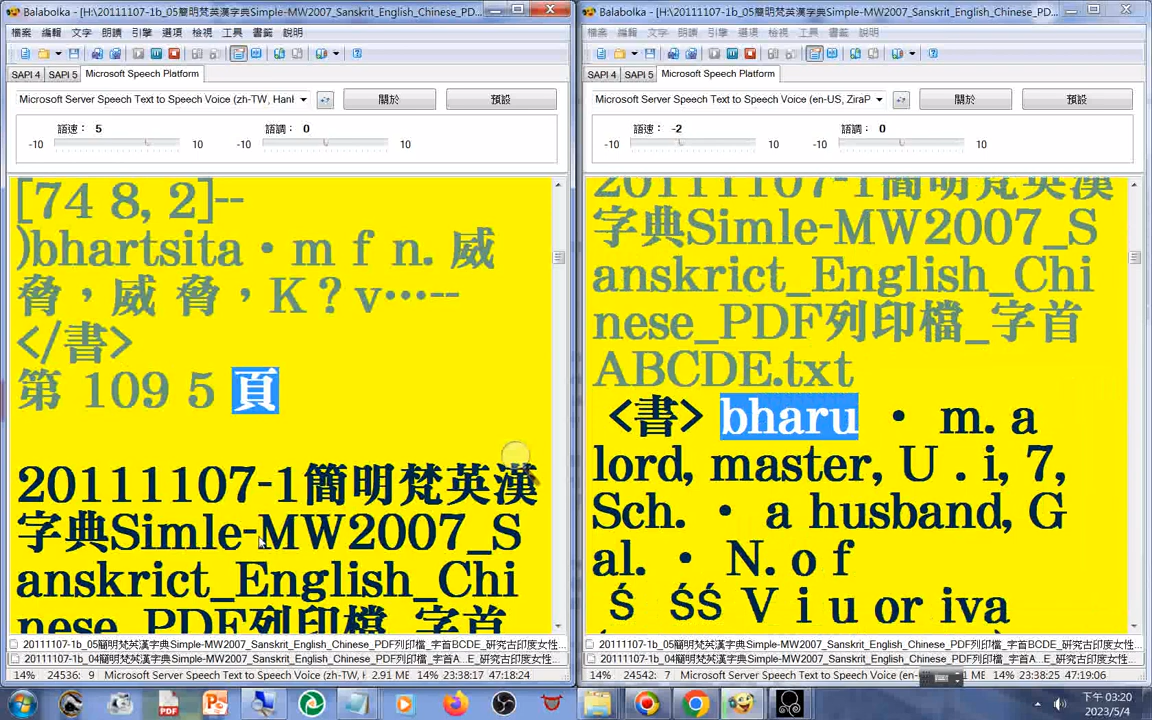 Balabolka - [H:\20111107-1b_05簡明梵英漢字典Simple-MW2007_Sanskrit_English_Chinese_PD...
檔案 編輯 文字 朗讀 引擎 選項 檢視 工具 書籤 說明
SAPI 4 SAPI 5 Microsoft Speech Platform
Microsoft Server Speech Text to Speech Voice (zh-TW, Hanl 關於 預設
語速： 5 語調： 0
-10 10 -10 10
[74 8, 2]--
)bhartsita • m f n. 威
脅，威 脅，K？v…--
</書>
第 109 5 頁
20111107-1簡明梵英漢
字典Simle-MW2007_S
anskrict_English_Chi
nese_PDF列印檔_字首
20111107-1b_05簡明梵英漢字典Simple-MW2007_Sanskrit_English_Chinese_PDF列印檔_字首BCDE_研究古印度女性...
20111107-1b_04簡明梵英漢字典Simple-MW2007_Sanskrit_English_Chinese_PDF列印檔_字首A...E_研究古印度女性...
14% 24536: 9 Microsoft Server Speech Text to Speech Voice (zh-TW, 2.91 ME 14% 23:38:17 47:18:24
Balabolka - [H:\20111107-1b_05簡明梵英漢字典Simple-MW2007_Sanskrit_English_Chinese_PD...
檔案 編輯 文字 朗讀 引擎 選項 檢視 工具 書籤 說明
SAPI 4 SAPI 5 Microsoft Speech Platform
Microsoft Server Speech Text to Speech Voice (en-US, ZiraP 關於 預設
語速： -2 語調： 0
-10 10 -10 10
20111107-1簡明梵英漢
字典Simle-MW2007_S
anskrict_English_Chi
nese_PDF列印檔_字首
ABCDE.txt
<書> bharu • m. a
lord, master, U . i, 7,
Sch. • a husband, G
al. • N. o f
Ś ŚŚ V i u or iva
20111107-1b_05簡明梵英漢字典Simple-MW2007_Sanskrit_English_Chinese_PDF列印檔_字首BCDE_研究古印度女性...
20111107-1b_04簡明梵英漢字典Simple-MW2007_Sanskrit_English_Chinese_PDF列印檔_字首A...E_研究古印度女性...
14% 24542: 7 Microsoft Server Speech Text to Speech Voice (en-US, ME 14% 23:38:25 47:19:06
下午 03:20
2023/5/4